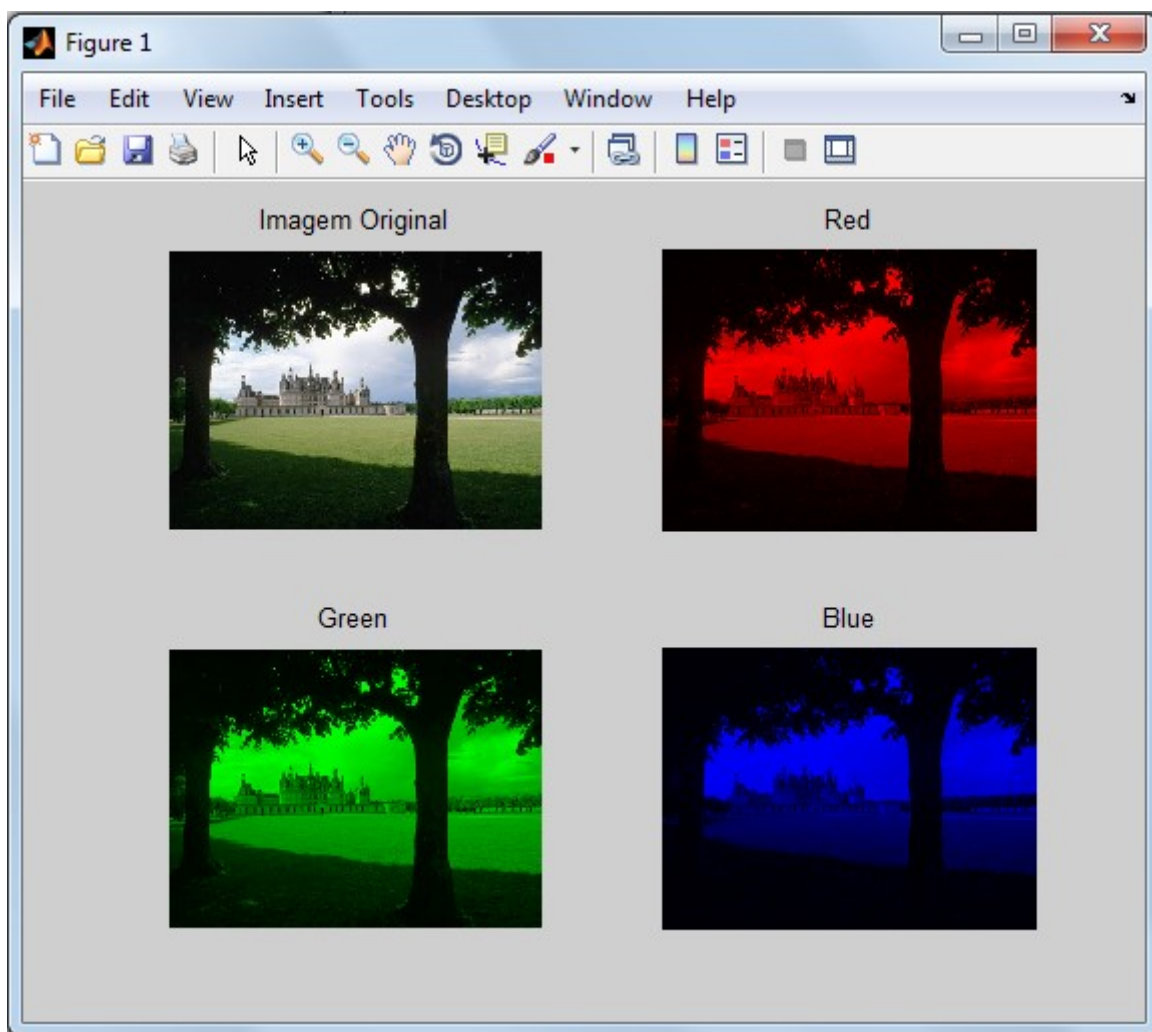 Figure 1
File Edit View Insert Tools Desktop Window Help
Imagem Original
Red
Green
Blue